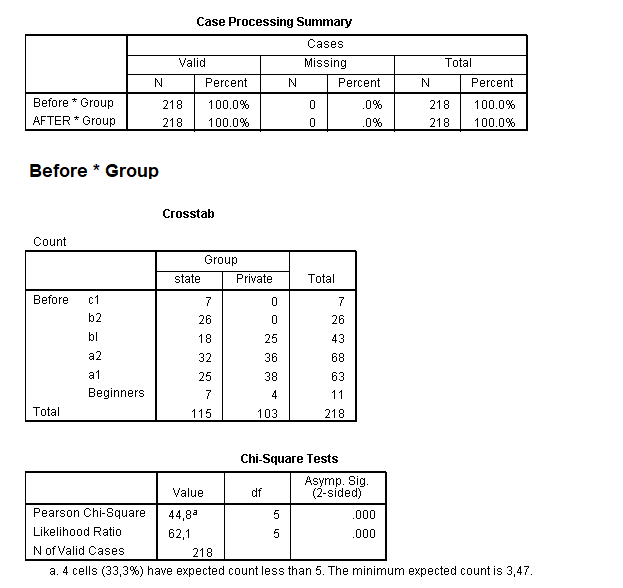 Case Processing Summary
Cases
Valid Missing Total
N Percent N Percent N Percent
Before * Group 218 100.0% 0 .0% 218 100.0%
AFTER * Group 218 100.0% 0 .0% 218 100.0%
Before * Group
Crosstab
Count
Group
state Private Total
Before c1 7 0 7
b2 26 0 26
bl 18 25 43
a2 32 36 68
a1 25 38 63
Beginners 7 4 11
Total 115 103 218
Chi-Square Tests
Value df Asymp. Sig. (2-sided)
Pearson Chi-Square 44,8ª 5 .000
Likelihood Ratio 62,1 5 .000
N of Valid Cases 218
a. 4 cells (33,3%) have expected count less than 5. The minimum expected count is 3,47.